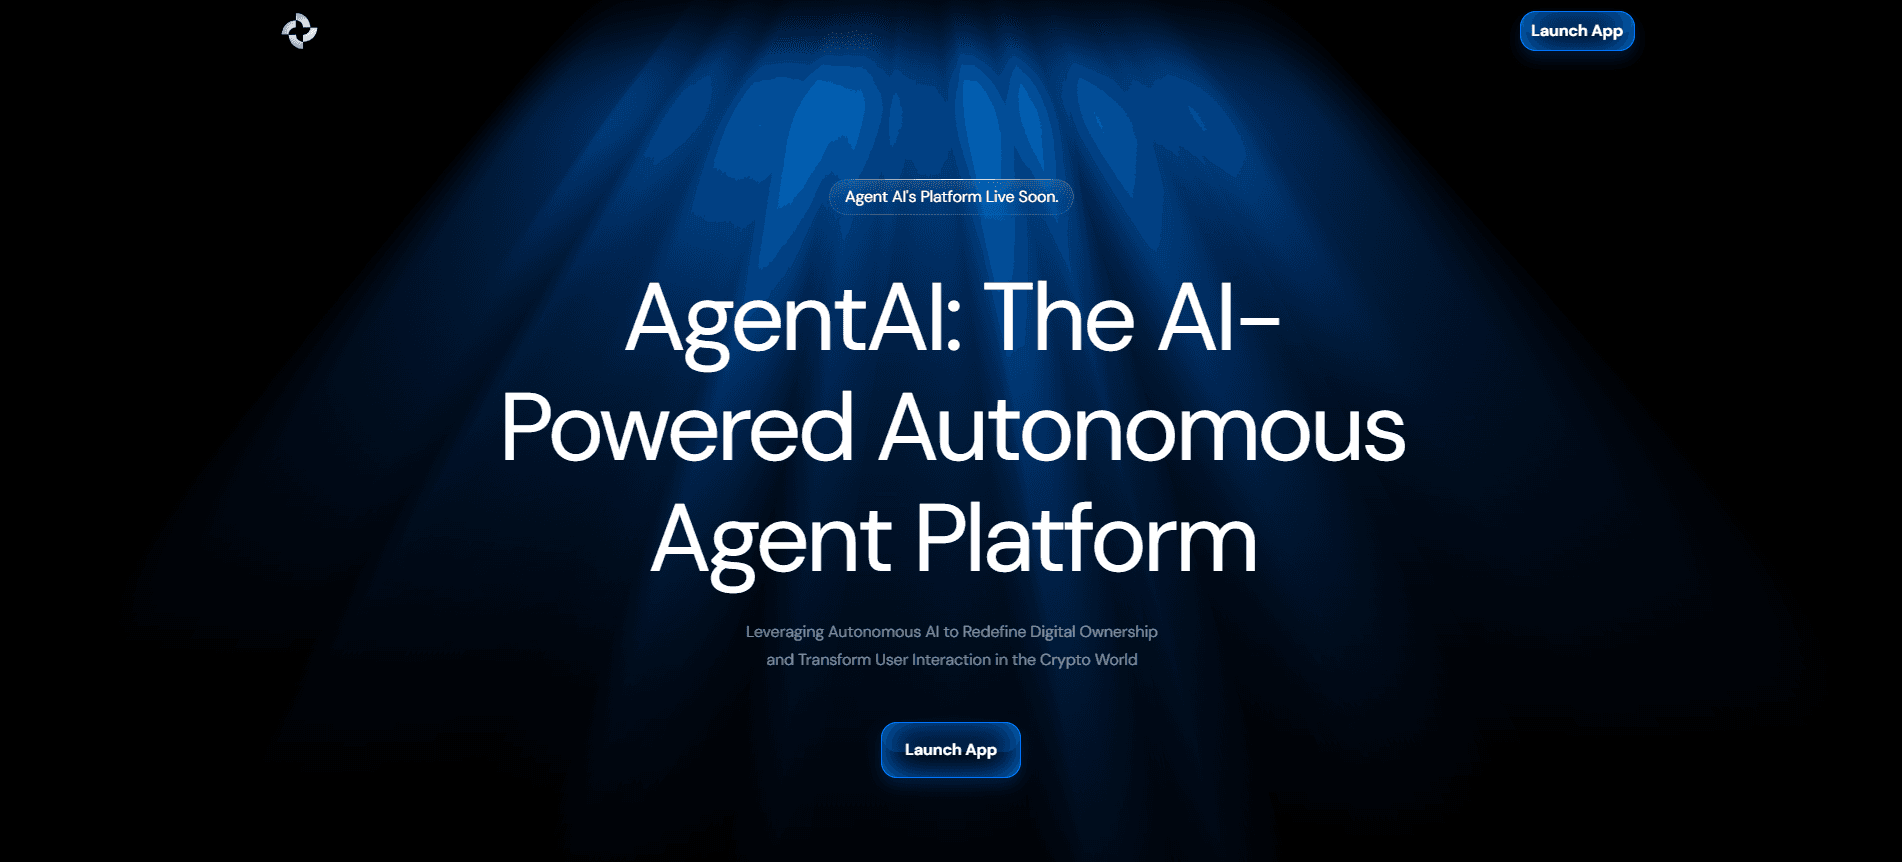 Launch App
Agent AI's Platform Live Soon.
AgentAI: The AI-
Powered Autonomous
Agent Platform
Leveraging Autonomous AI to Redefine Digital Ownership
and Transform User Interaction in the Crypto World
Launch App